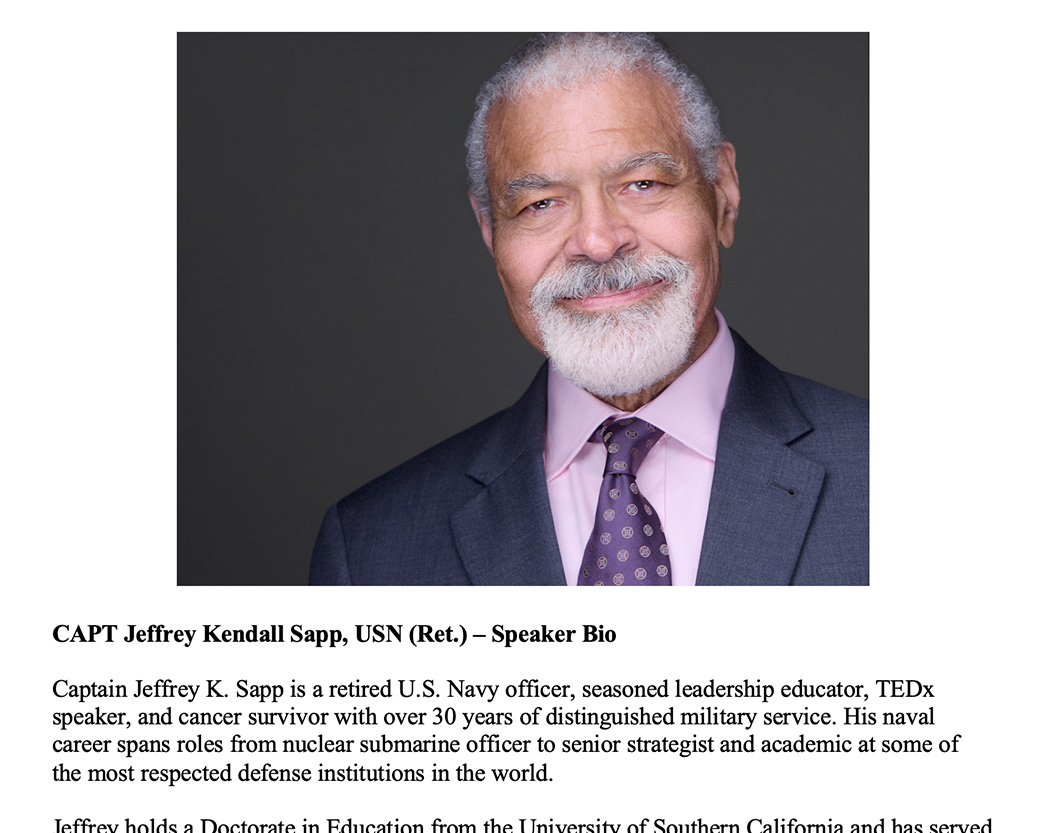 CAPT Jeffrey Kendall Sapp, USN (Ret.) – Speaker Bio
Captain Jeffrey K. Sapp is a retired U.S. Navy officer, seasoned leadership educator, TEDx
speaker, and cancer survivor with over 30 years of distinguished military service. His naval
career spans roles from nuclear submarine officer to senior strategist and academic at some of
the most respected defense institutions in the world.
Jeffrey holds a Doctorate in Education from the University of Southern California and has served